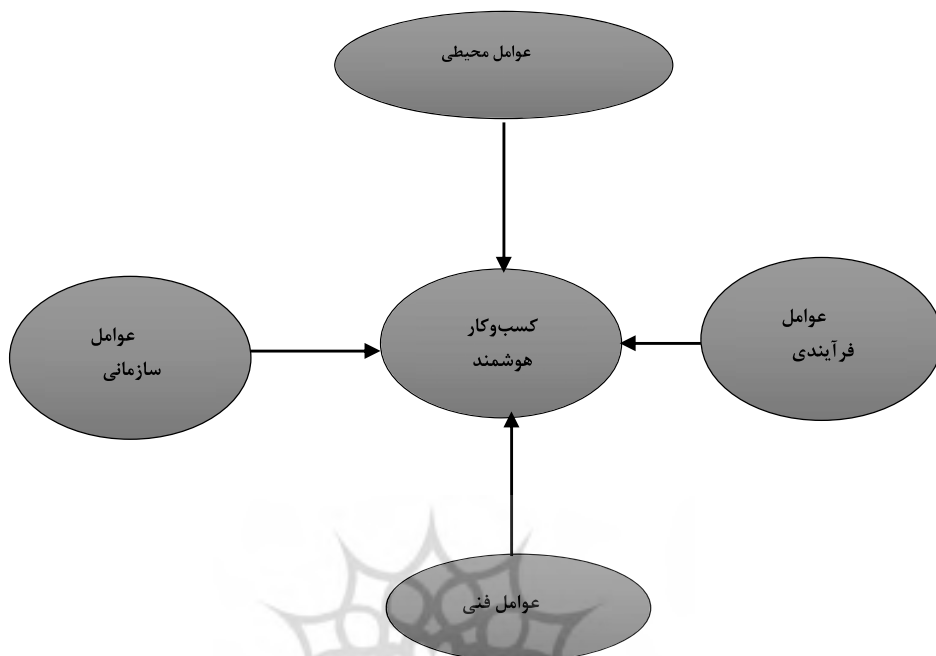 عوامل محیطی
کسب‌وکار
هوشمند
عوامل
فرآیندی
عوامل
سازمانی
عوامل فنی